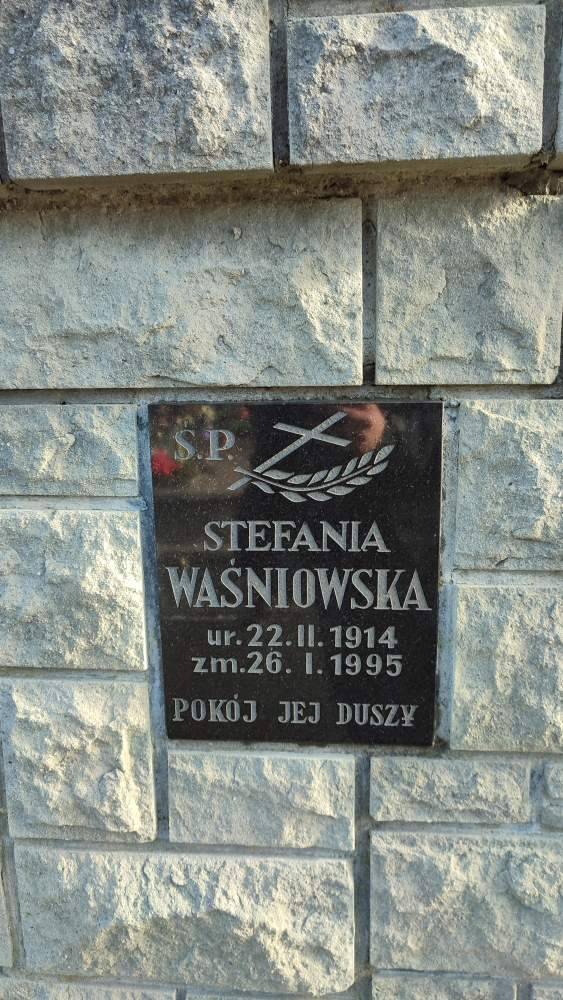 Ś.P.
STEFANIA
WAŚNIOWSKA
ur. 22. II. 1914
zm. 26. I. 1995
POKÓJ JEJ DUSZY